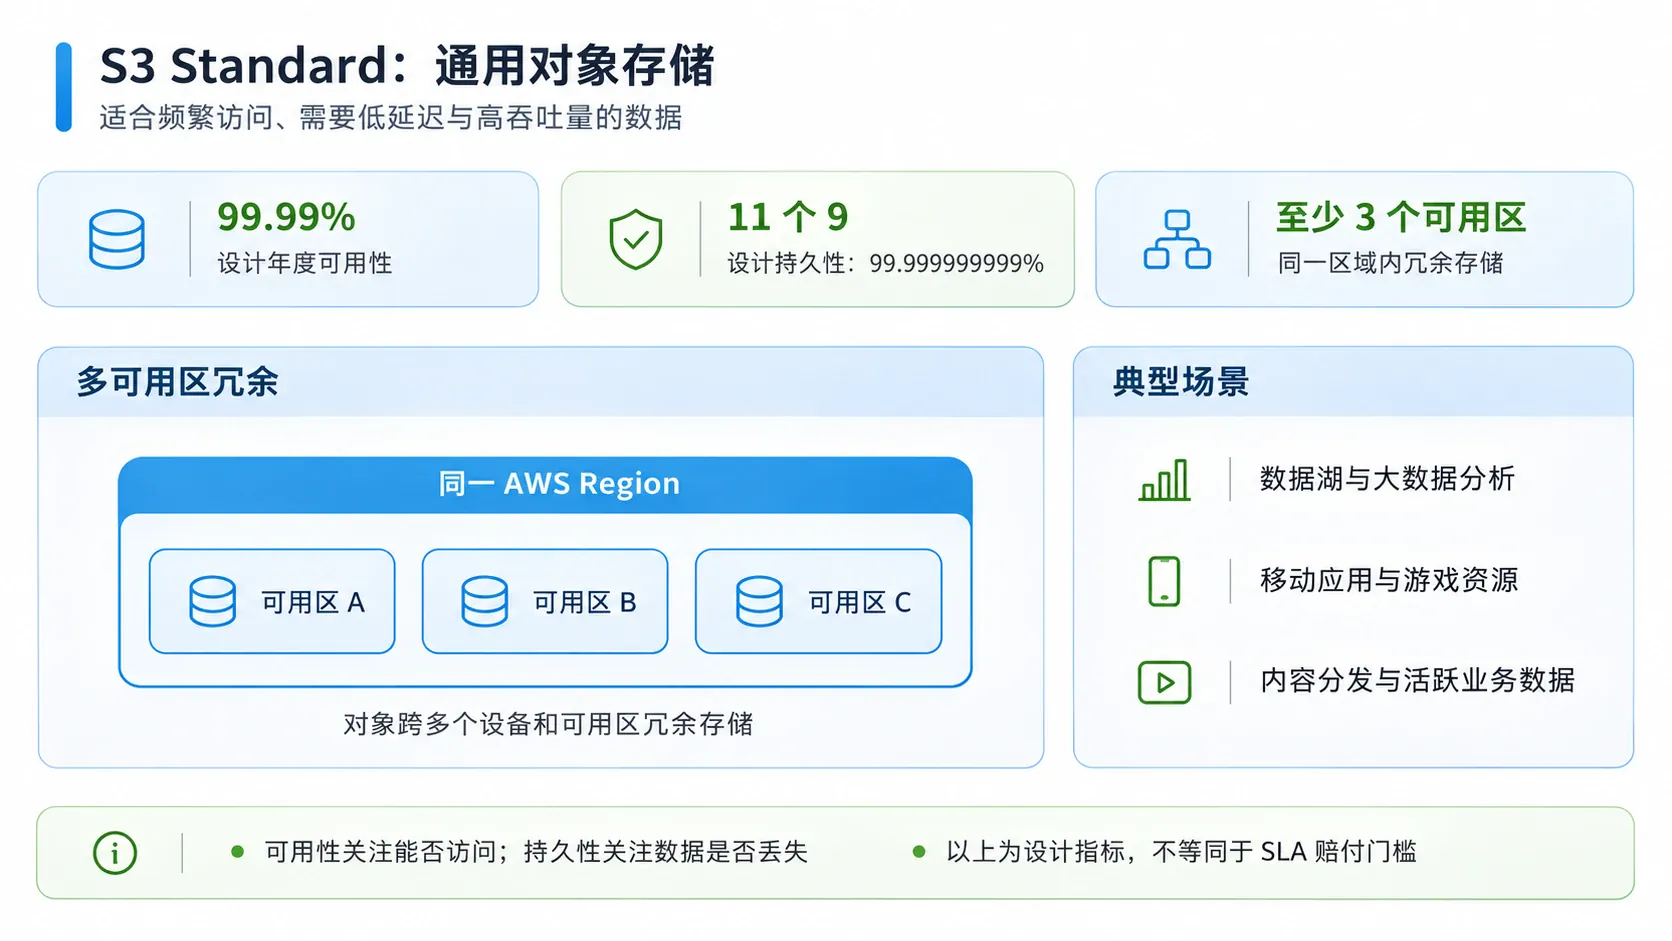 S3 Standard：通用对象存储
适合频繁访问、需要低延迟与高吞吐量的数据
99.99%
设计年度可用性
11 个 9
设计持久性：99.999999999%
至少 3 个可用区
同一区域内冗余存储
多可用区冗余
同一 AWS Region
可用区 A
可用区 B
可用区 C
对象跨多个设备和可用区冗余存储
典型场景
数据湖与大数据分析
移动应用与游戏资源
内容分发与活跃业务数据
可用性关注能否访问；持久性关注数据是否丢失
以上为设计指标，不等同于 SLA 赔付门槛